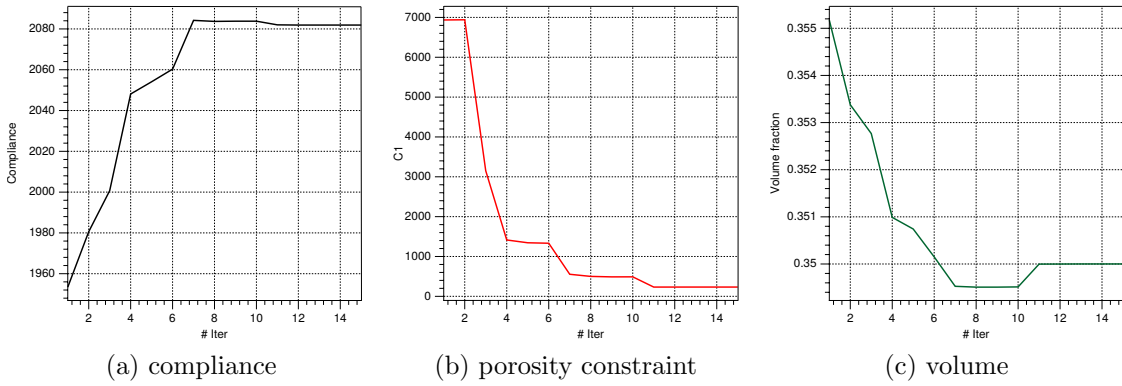 2080
2060
2040
2020
2000
1980
1960
Compliance
2 4 6 8 10 12 14
# Iter
(a) compliance
7000
6000
5000
4000
3000
2000
1000
0
C1
2 4 6 8 10 12 14
# Iter
(b) porosity constraint
0.355
0.354
0.353
0.352
0.351
0.35
Volume fraction
2 4 6 8 10 12 14
# Iter
(c) volume